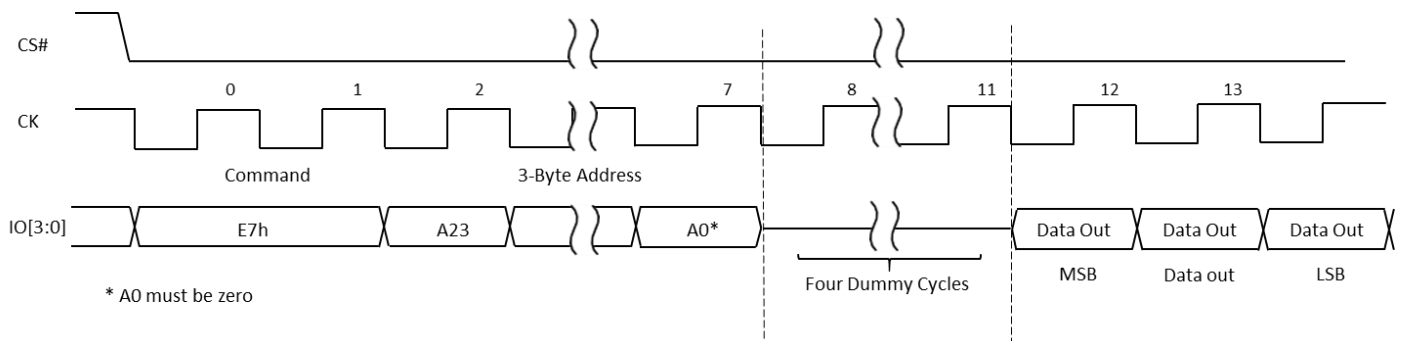 CS#
0 1 2 7 8 11 12 13
CK
Command 3-Byte Address
IO[3:0] E7h A23 A0* Data Out Data Out Data Out
MSB Data out LSB
Four Dummy Cycles
* A0 must be zero